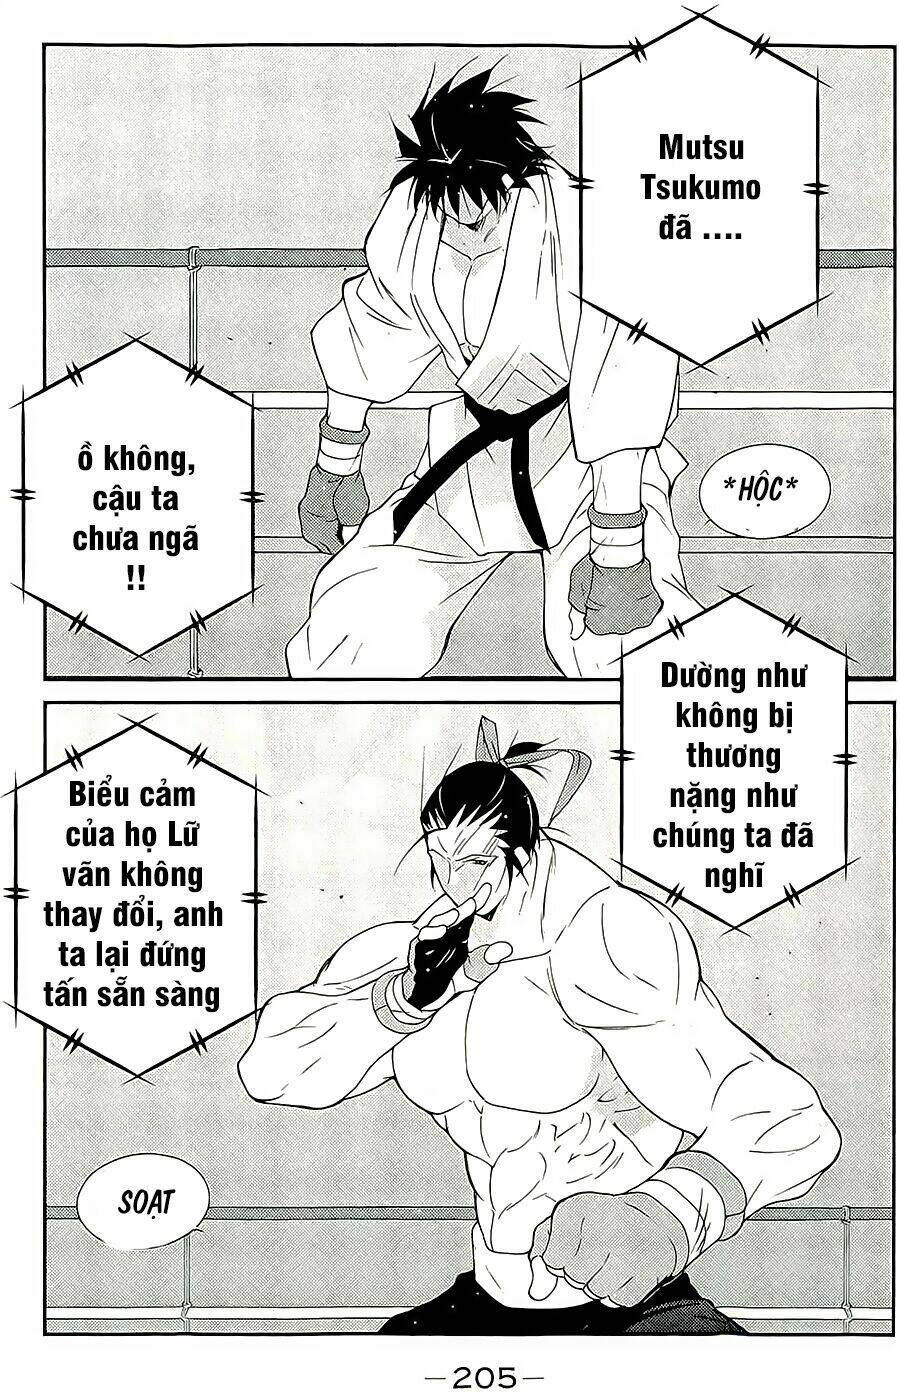 Mutsu
Tsukumo
đã ....
ồ không,
cậu ta
chưa ngã
!!
*HỘC*
Dường như
không bị
thương
nặng như
chúng ta đã
nghĩ
Biểu cảm
của họ Lữ
vãn không
thay đổi, anh
ta lại đứng
tấn sẵn sàng
SOẠT
-205-